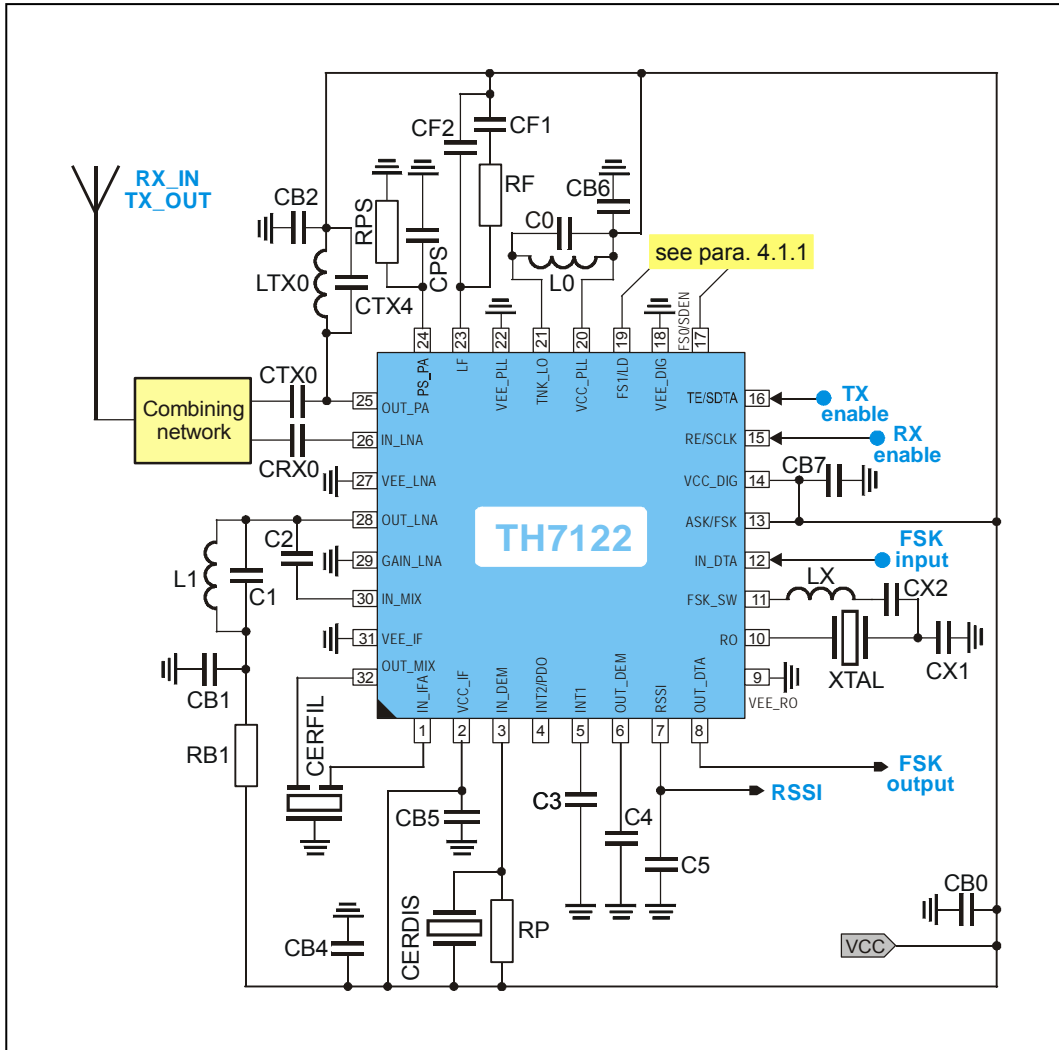 RX_IN
TX_OUT
CB2
LTX0
CTX4
RPS
CPS
CF2
CF1
RF
CB6
C0
L0
see para. 4.1.1
24
23
22
21
20
19
18
17
PS_PA
LF
VEE_PLL
TNK_LO
VCC_PLL
FS1/LD
VEE_DIG
FS0/SDEN
Combining
network
CTX0
CRX0
25
OUT_PA
26
IN_LNA
27
VEE_LNA
28
OUT_LNA
29
GAIN_LNA
30
IN_MIX
31
VEE_IF
32
OUT_MIX
TH7122
TE/SDTA
16
TX
enable
RE/SCLK
15
RX
enable
VCC_DIG
14
CB7
ASK/FSK
13
IN_DTA
12
FSK
input
FSK_SW
11
LX
CX2
RO
10
XTAL
CX1
9
VEE_RO
L1
C1
C2
CB1
RB1
IN_IFA
VCC_IF
IN_DEM
INT2/PDO
INT1
OUT_DEM
RSSI
OUT_DTA
1
2
3
4
5
6
7
8
CERFIL
CB5
C3
C4
C5
RSSI
FSK
output
CB4
CERDIS
RP
CB0
VCC